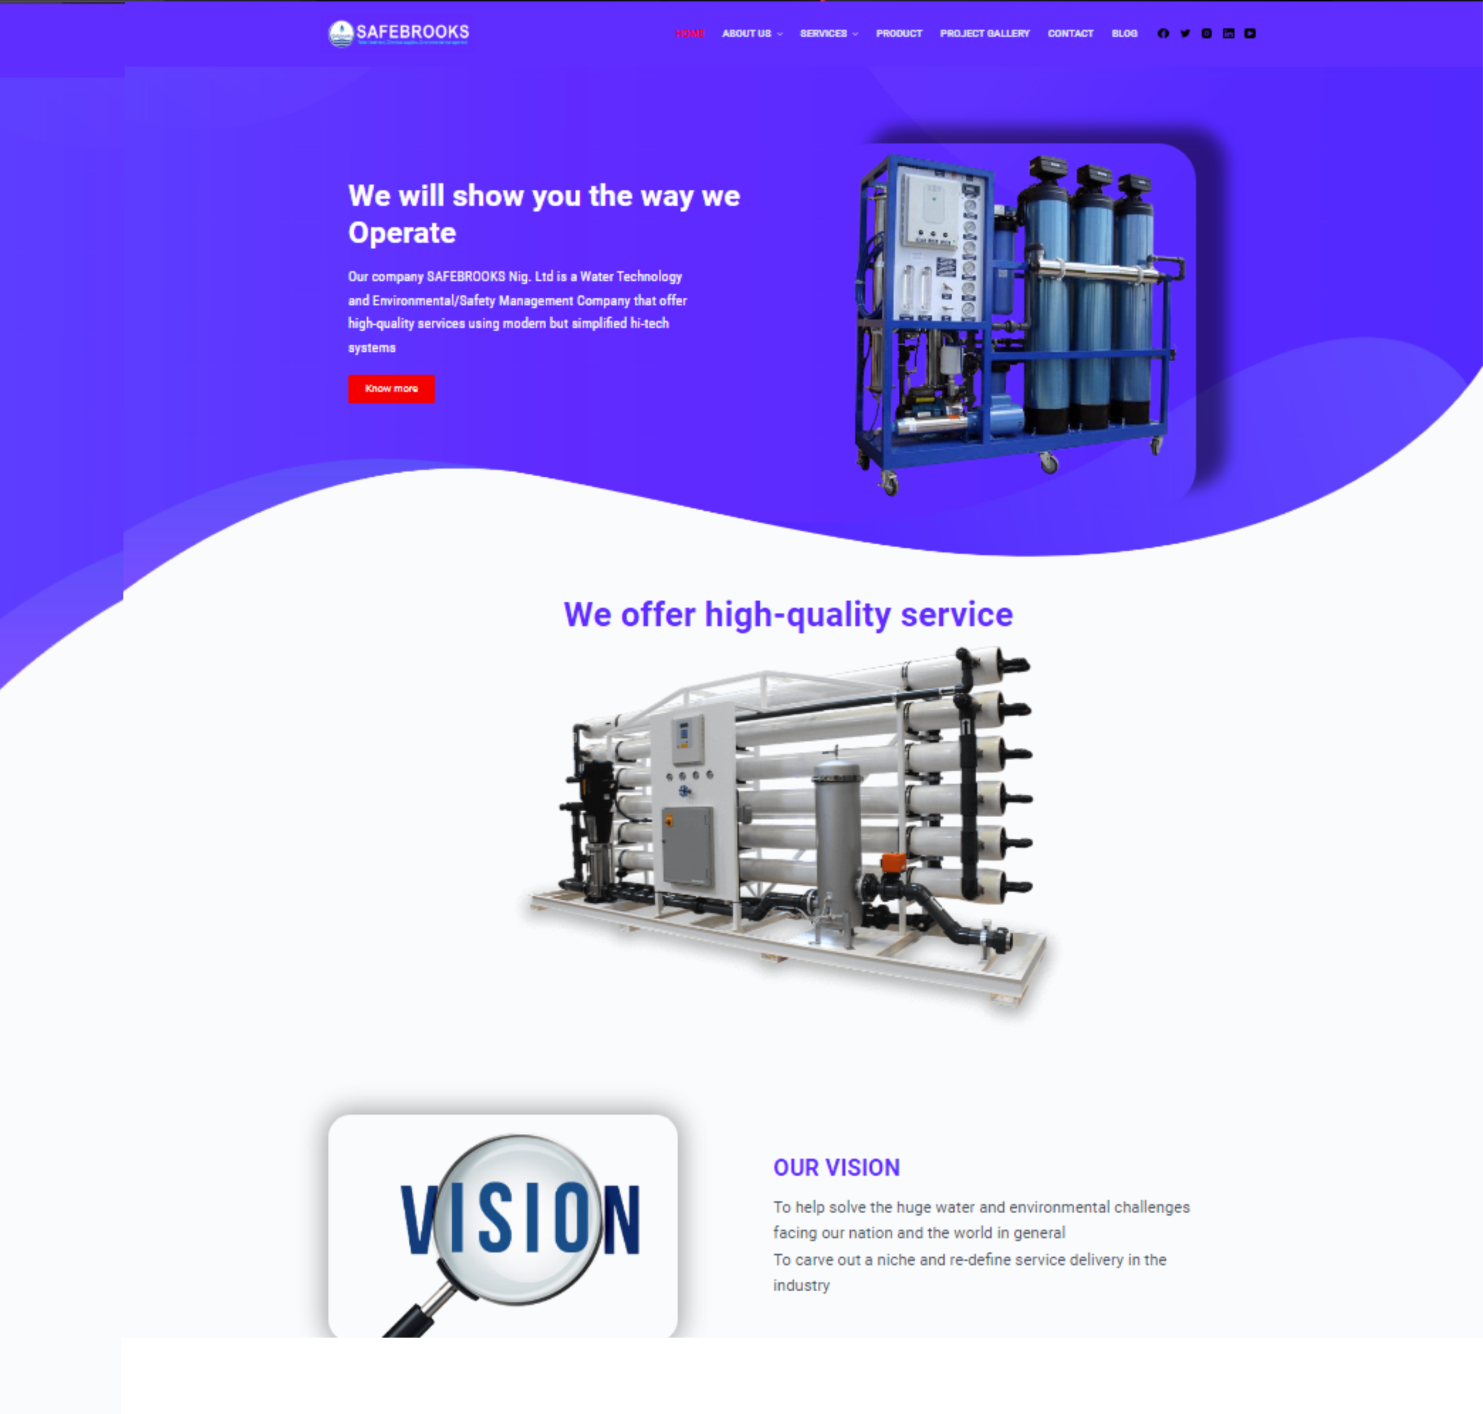 SAFEBROOKS
HOME ABOUT US SERVICES PRODUCT PROJECT GALLERY CONTACT BLOG
We will show you the way we
Operate
Our company SAFEBROOKS Nig. Ltd is a Water Technology
and Environmental/Safety Management Company that offer
high-quality services using modern but simplified hi-tech
systems
Know more
We offer high-quality service
VISION
OUR VISION
To help solve the huge water and environmental challenges
facing our nation and the world in general
To carve out a niche and re-define service delivery in the
industry